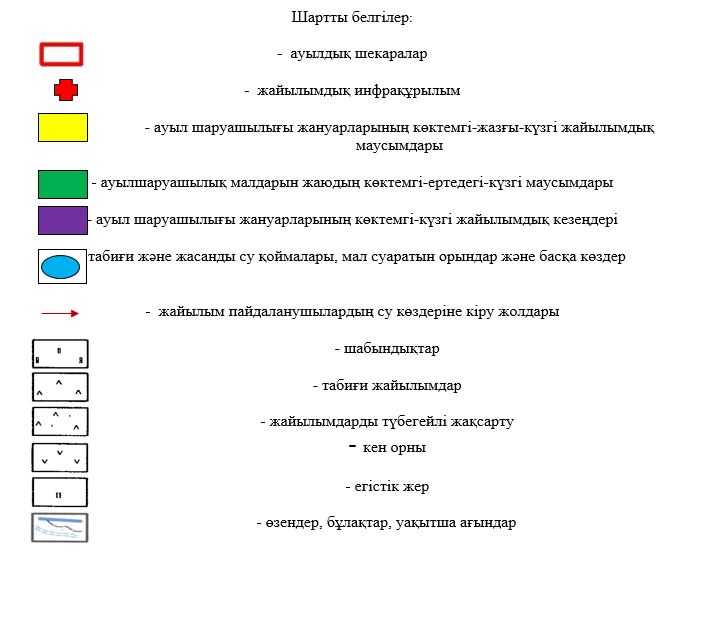 Шартты белгілер:
- ауылдық шекаралар
- жайылымдық инфрақұрылым
- ауыл шаруашылығы жануарларының көктемгі-жазғы-күзгі жайылымдық
маусымдары
- ауылшаруашылық малдарын жаюдың көктемгі-ертедегі-күзгі маусымдары
- ауыл шаруашылығы жануарларының көктемгі-күзгі жайылымдық кезеңдері
табиғи және жасанды су қоймалары, мал суаратын орындар және басқа көздер
- жайылым пайдаланушылардың су көздеріне кіру жолдары
- шабындықтар
- табиғи жайылымдар
- жайылымдарды түбегейлі жақсарту
- кен орны
- егістік жер
- өзендер, бұлақтар, уақытша ағындар